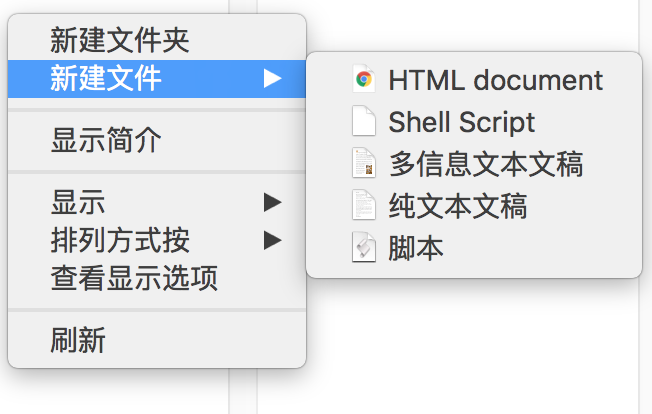 新建文件夹
新建文件
显示简介
显示
排列方式按
查看显示选项
刷新
HTML document
Shell Script
多信息文本文稿
纯文本文稿
脚本